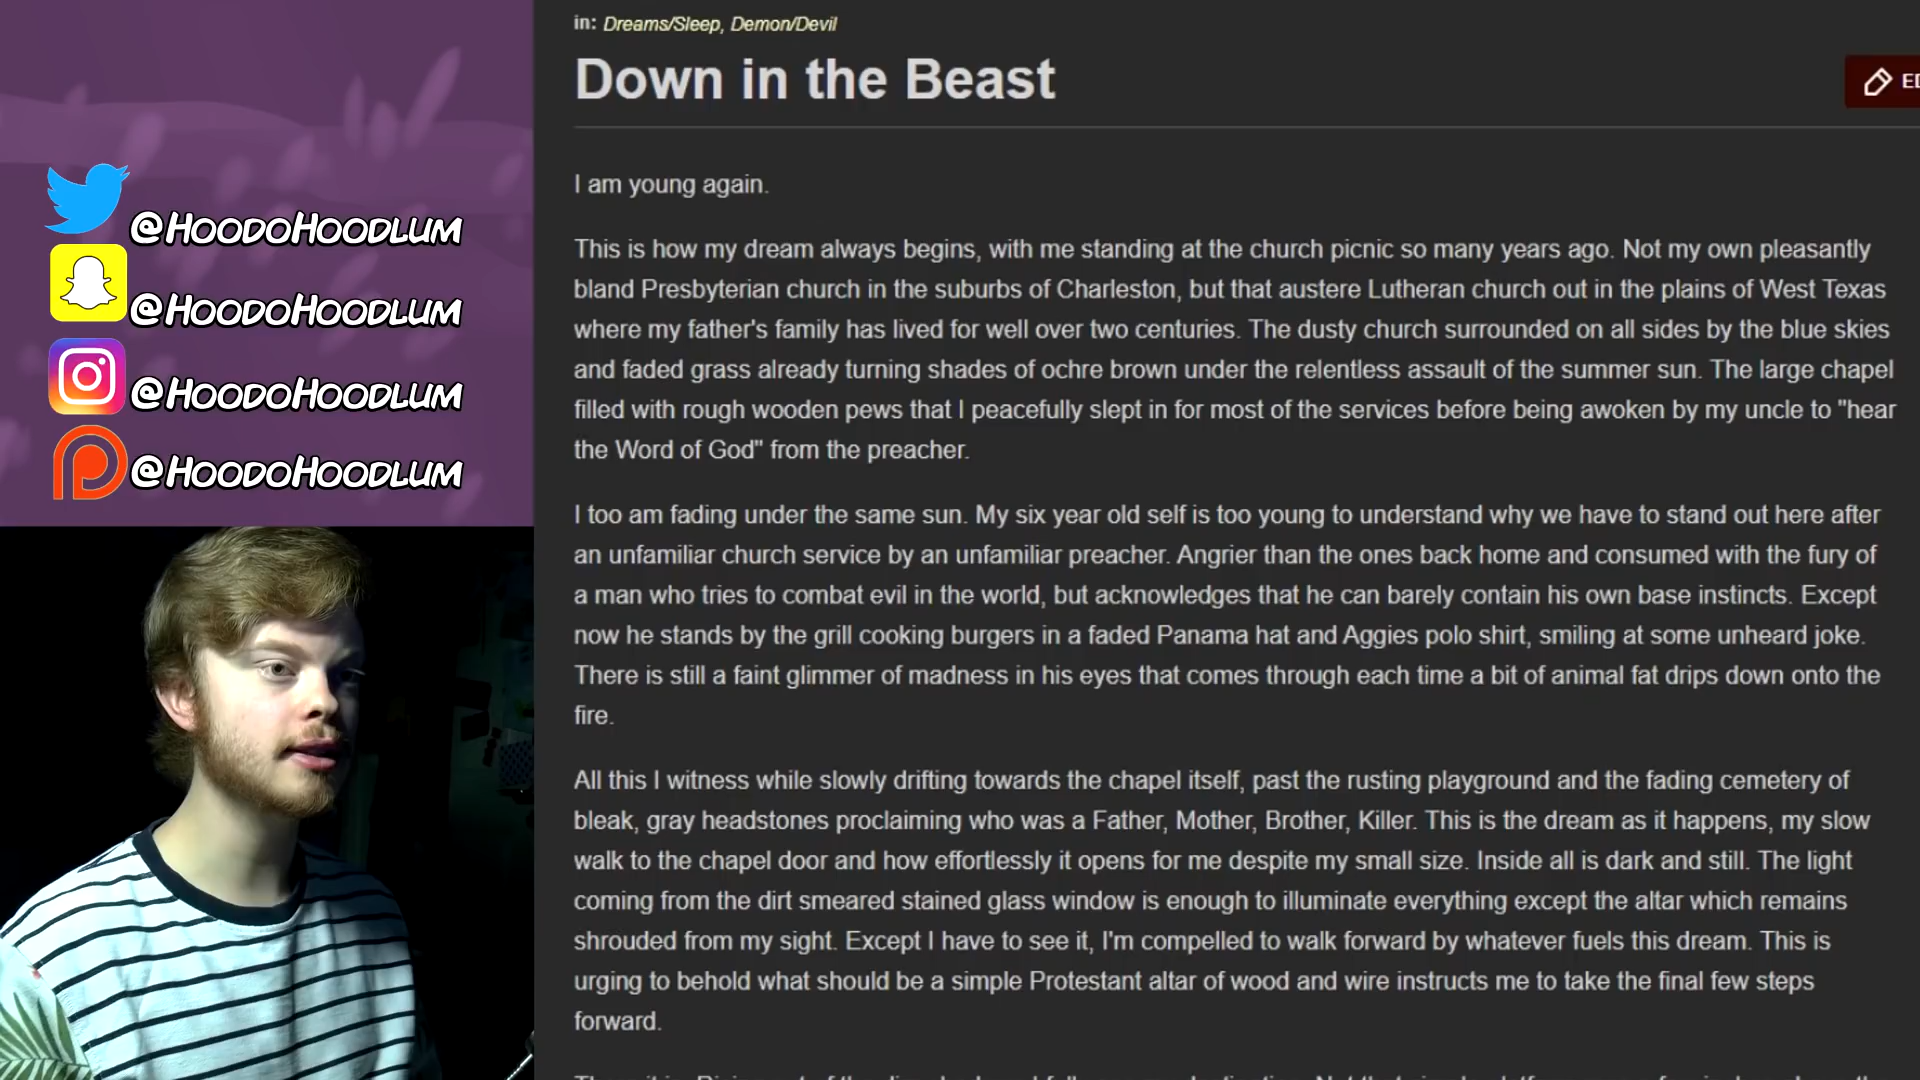 in: Dreams/Sleep, Demon/Devil
Down in the Beast
@HoodoHoodlum
@HoodoHoodlum
@HoodoHoodlum
@HoodoHoodlum
I am young again.
This is how my dream always begins, with me standing at the church picnic so many years ago. Not my own pleasantly
bland Presbyterian church in the suburbs of Charleston, but that austere Lutheran church out in the plains of West Texas
where my father's family has lived for well over two centuries. The dusty church surrounded on all sides by the blue skies
and faded grass already turning shades of ochre brown under the relentless assault of the summer sun. The large chapel
filled with rough wooden pews that I peacefully slept in for most of the services before being awoken by my uncle to "hear
the Word of God" from the preacher.
I too am fading under the same sun. My six year old self is too young to understand why we have to stand out here after
an unfamiliar church service by an unfamiliar preacher. Angrier than the ones back home and consumed with the fury of
a man who tries to combat evil in the world, but acknowledges that he can barely contain his own base instincts. Except
now he stands by the grill cooking burgers in a faded Panama hat and Aggies polo shirt, smiling at some unheard joke.
There is still a faint glimmer of madness in his eyes that comes through each time a bit of animal fat drips down onto the
fire.
All this I witness while slowly drifting towards the chapel itself, past the rusting playground and the fading cemetery of
bleak, gray headstones proclaiming who was a Father, Mother, Brother, Killer. This is the dream as it happens, my slow
walk to the chapel door and how effortlessly it opens for me despite my small size. Inside all is dark and still. The light
coming from the dirt smeared stained glass window is enough to illuminate everything except the altar which remains
shrouded from my sight. Except I have to see it, I'm compelled to walk forward by whatever fuels this dream. This is
urging to behold what should be a simple Protestant altar of wood and wire instructs me to take the final few steps
forward.